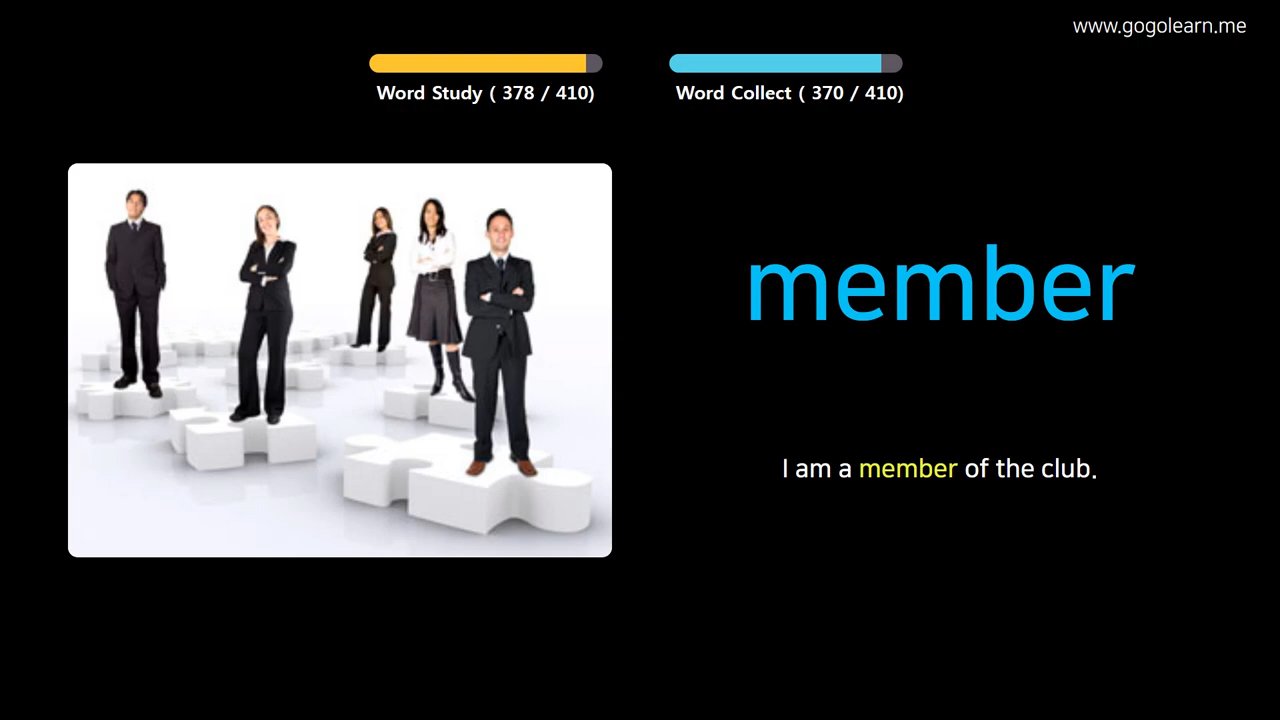 www.gogolearn.me
Word Study ( 378 / 410)
Word Collect ( 370 / 410)
member
I am a member of the club.